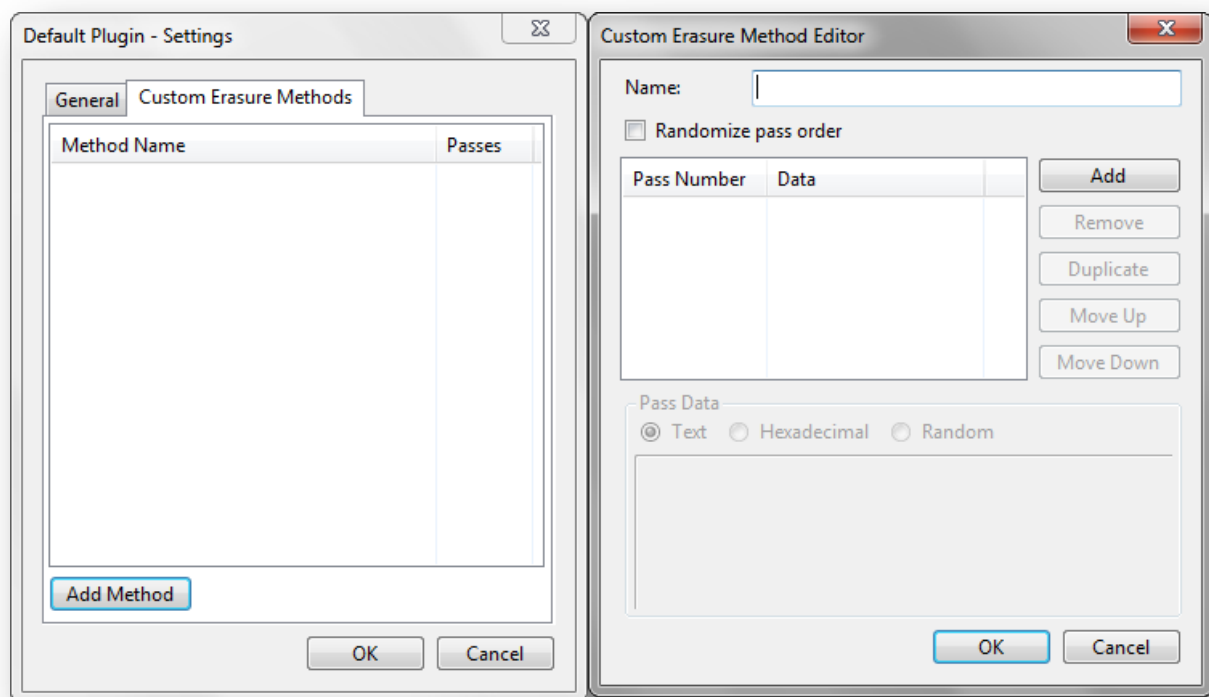 Default Plugin - Settings
General
Custom Erasure Methods
Method Name
Passes
Add Method
OK
Cancel
Custom Erasure Method Editor
Name:
Randomize pass order
Pass Number
Data
Add
Remove
Duplicate
Move Up
Move Down
Pass Data
Text
Hexadecimal
Random
OK
Cancel